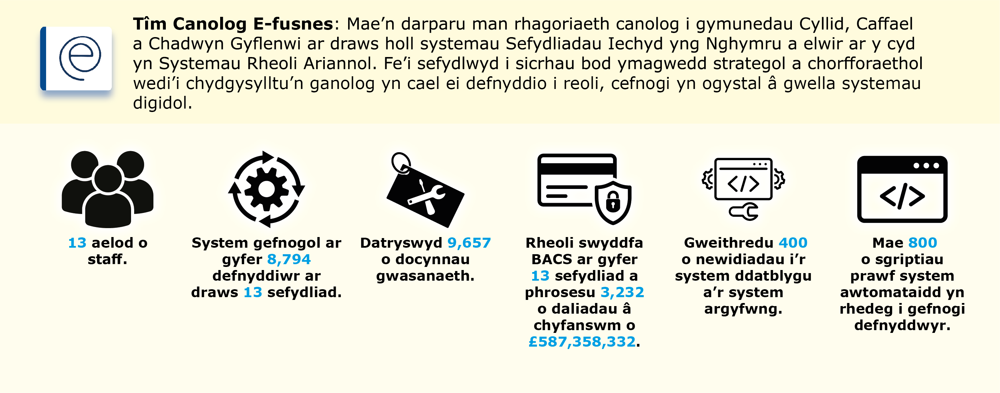 Tîm Canolog E-fusnes: Mae’n darparu man rhagoriaeth canolog i gymunedau Cyllid, Caffael
a Chadwyn Gyflenwi ar draws holl systemau Sefydliadau Iechyd yng Nghymru a elwir ar y cyd
yn Systemau Rheoli Ariannol. Fe’i sefydlwyd i sicrhau bod ymagwedd strategol a chorfforaethol
wedi’i chydgysylltu’n ganolog yn cael ei defnyddio i reoli, cefnogi yn ogystal â gwella systemau
digidol.
13 aelod o
staff.
System gefnogol ar
gyfer 8,794
defnyddiwr ar
draws 13 sefydliad.
Datryswyd 9,657
o docynnau
gwasanaeth.
Rheoli swyddfa
BACS ar gyfer
13 sefydliad a
phrosesu 3,232
o daliadau â
chyfanswm o
£587,358,332.
Gweithredu 400
o newidiadau i’r
system ddatblygu
a’r system
argyfwng.
Mae 800
o sgriptiau
prawf system
awtomataidd yn
rhedeg i gefnogi
defnyddwyr.